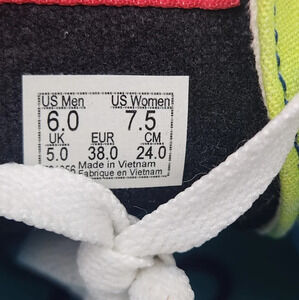 US Men US Women
6.0 7.5
UK EUR CM
5.0 38.0 24.0
Made in Vietnam
Fabrique en Vietnam